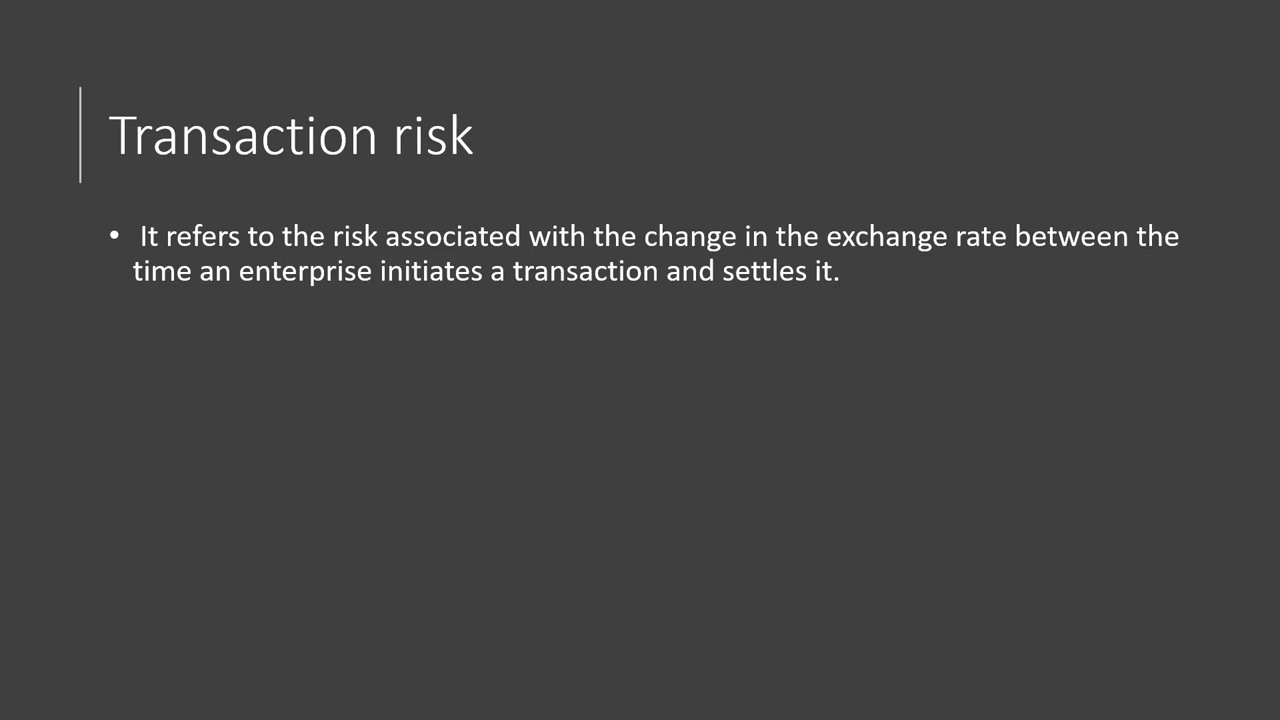 Transaction risk
• It refers to the risk associated with the change in the exchange rate between the
time an enterprise initiates a transaction and settles it.